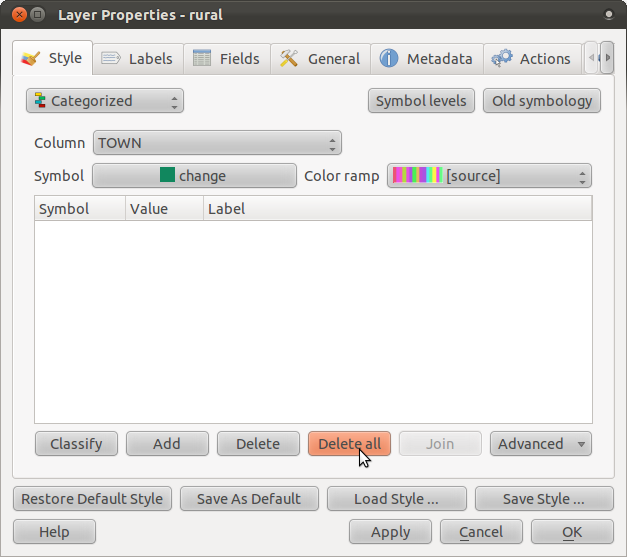 Layer Properties - rural
Style Labels Fields General Metadata Actions
Categorized Symbol levels Old symbology
Column TOWN
Symbol change Color ramp [source]
Symbol Value Label
Classify Add Delete Delete all Join Advanced
Restore Default Style Save As Default Load Style ... Save Style ...
Help Apply Cancel OK